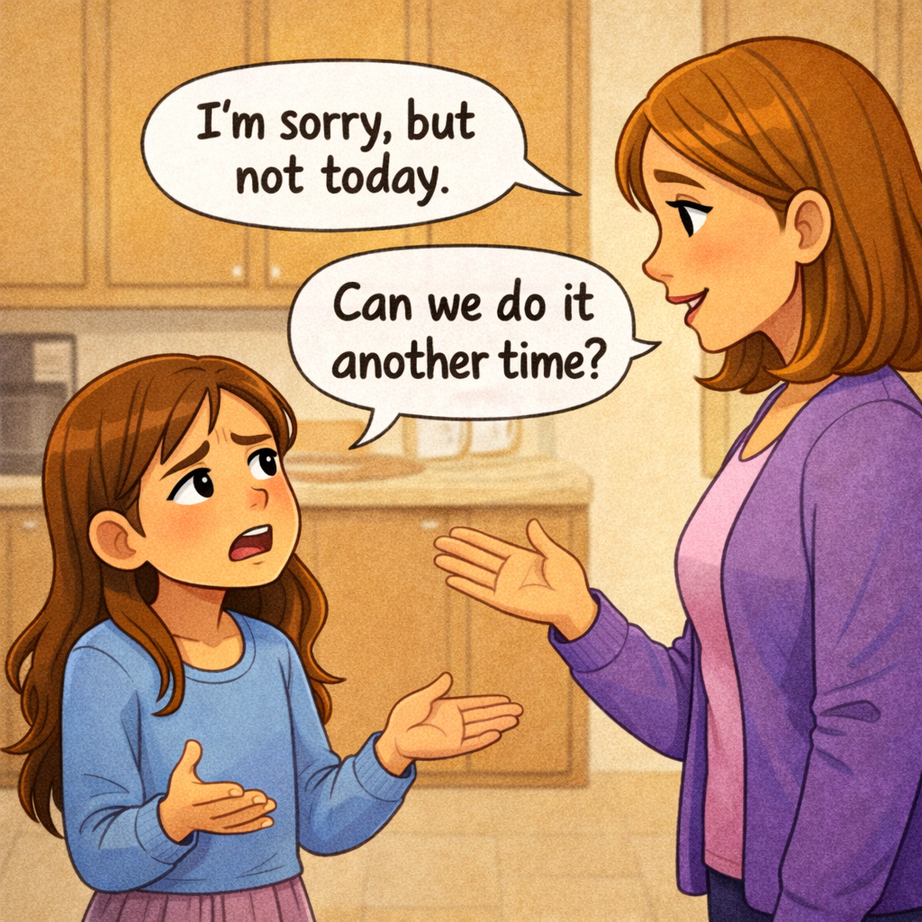 I'm sorry, but
not today.
Can we do it
another time?